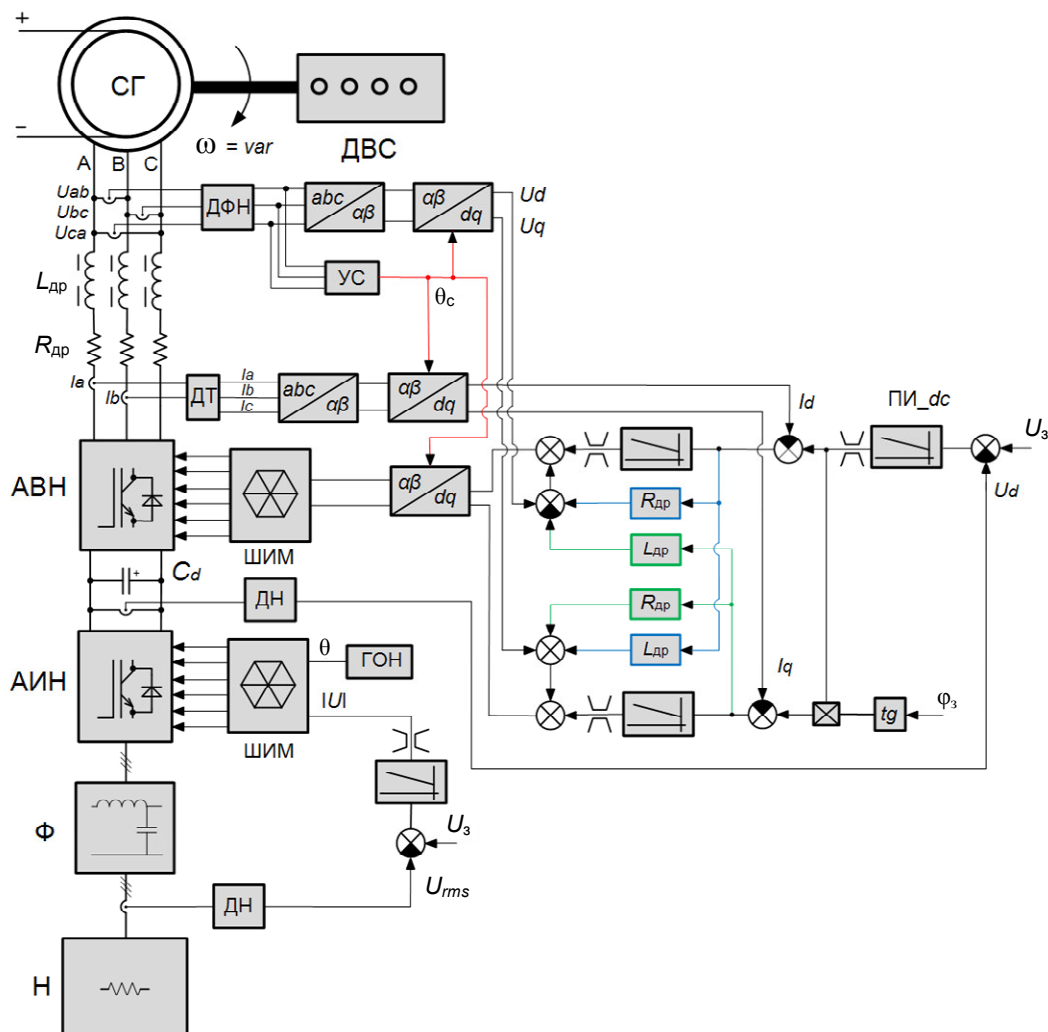 +
СГ
−
ω = var
ДВС
A B C
Uab
Ubc
Uca
ДФН
abc
αβ
αβ
dq
Ud
Uq
УС
θс
Lдр
Rдр
Ia
Ib
ДТ
Ia
Ib
Ic
abc
αβ
αβ
dq
Id
ПИ_dc
Uз
Ud
АВН
ШИМ
αβ
dq
Rдр
Lдр
Rдр
Lдр
Cd
+
ДН
АИН
ШИМ
θ
ГОН
|U|
Iq
tg
φз
Uз
Urms
Ф
ДН
Н